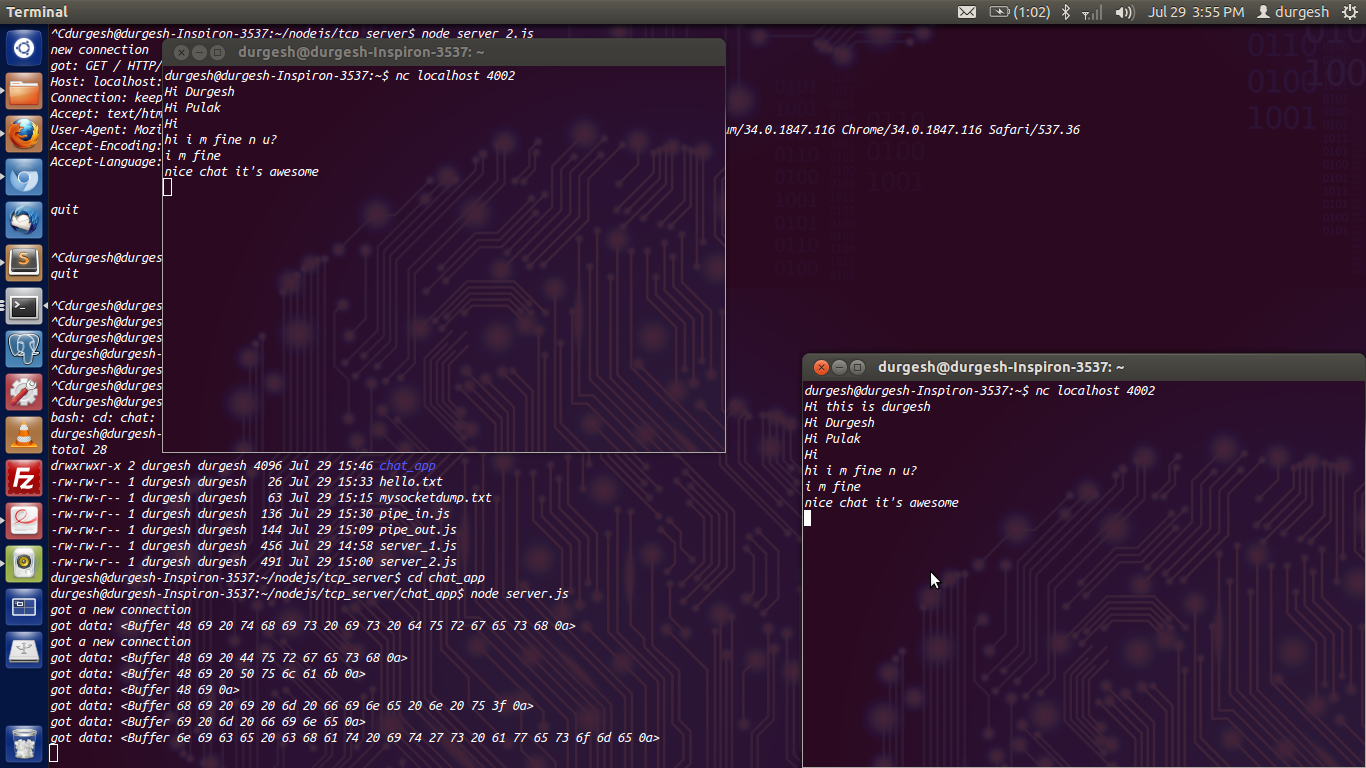 Terminal
(1:02) Jul 29 3:55 PM durgesh
^Cdurgesh@durgesh-Inspiron-3537:~/nodejs/tcp_server$ node server_2.js
new connection
got: GET / HTTP/
Host: localhost:
Connection: keep
Accept: text/htm
User-Agent: Mozi um/34.0.1847.116 Chrome/34.0.1847.116 Safari/537.36
Accept-Encoding:
Accept-Language:
quit
^Cdurgesh@durges
quit
^Cdurgesh@durges
^Cdurgesh@durges
^Cdurgesh@durges
durgesh@durgesh-
^Cdurgesh@durges
^Cdurgesh@durges
^Cdurgesh@durges
bash: cd: chat:
durgesh@durgesh-
total 28
drwxrwxr-x 2 durgesh durgesh 4096 Jul 29 15:46 chat_app
-rw-rw-r-- 1 durgesh durgesh 26 Jul 29 15:33 hello.txt
-rw-rw-r-- 1 durgesh durgesh 63 Jul 29 15:15 mysocketdump.txt
-rw-rw-r-- 1 durgesh durgesh 136 Jul 29 15:30 pipe_in.js
-rw-rw-r-- 1 durgesh durgesh 144 Jul 29 15:09 pipe_out.js
-rw-rw-r-- 1 durgesh durgesh 456 Jul 29 14:58 server_1.js
-rw-rw-r-- 1 durgesh durgesh 491 Jul 29 15:00 server_2.js
durgesh@durgesh-Inspiron-3537:~/nodejs/tcp_server$ cd chat_app
durgesh@durgesh-Inspiron-3537:~/nodejs/tcp_server/chat_app$ node server.js
got a new connection
got data: <Buffer 48 69 20 74 68 69 73 20 69 73 20 64 75 72 67 65 73 68 0a>
got a new connection
got data: <Buffer 48 69 20 44 75 72 67 65 73 68 0a>
got data: <Buffer 48 69 20 50 75 6c 61 6b 0a>
got data: <Buffer 48 69 0a>
got data: <Buffer 68 69 20 69 20 6d 20 66 69 6e 65 20 6e 20 75 3f 0a>
got data: <Buffer 69 20 6d 20 66 69 6e 65 0a>
got data: <Buffer 6e 69 63 65 20 63 68 61 74 20 69 74 27 73 20 61 77 65 73 6f 6d 65 0a>
durgesh@durgesh-Inspiron-3537: ~
durgesh@durgesh-Inspiron-3537:~$ nc localhost 4002
Hi Durgesh
Hi Pulak
Hi
hi i m fine n u?
i m fine
nice chat it's awesome
durgesh@durgesh-Inspiron-3537: ~
durgesh@durgesh-Inspiron-3537:~$ nc localhost 4002
Hi this is durgesh
Hi Durgesh
Hi Pulak
Hi
hi i m fine n u?
i m fine
nice chat it's awesome